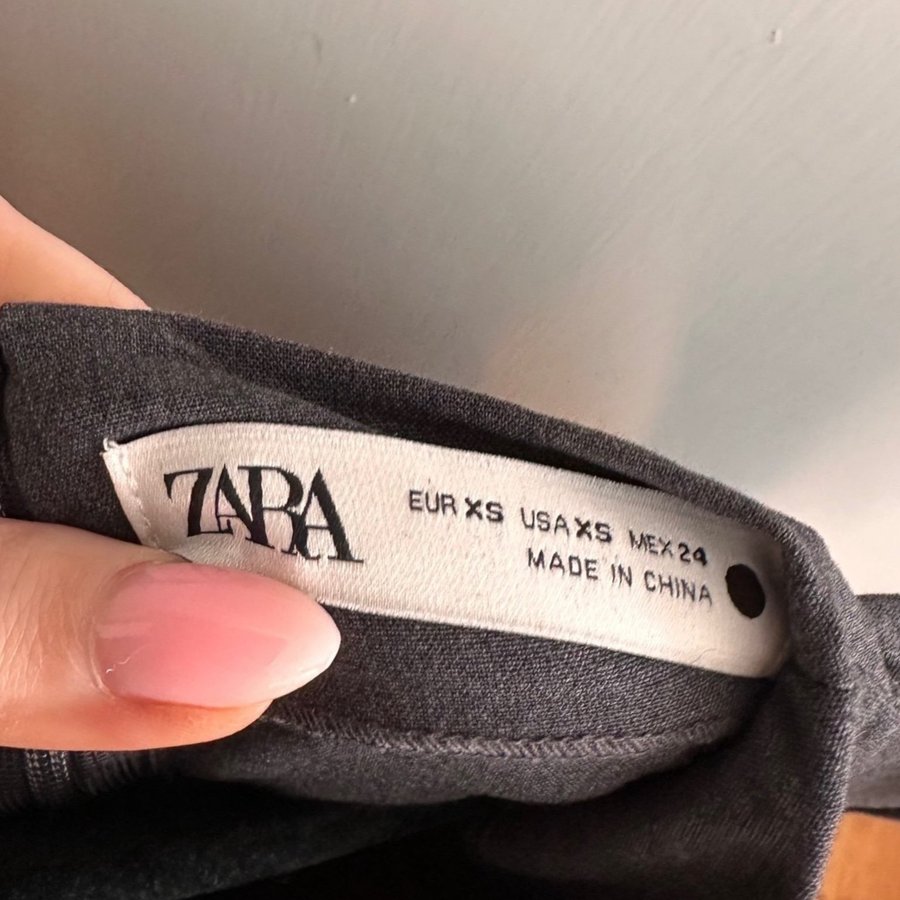 ZARA
EUR XS USA XS MEX 24
MADE IN CHINA